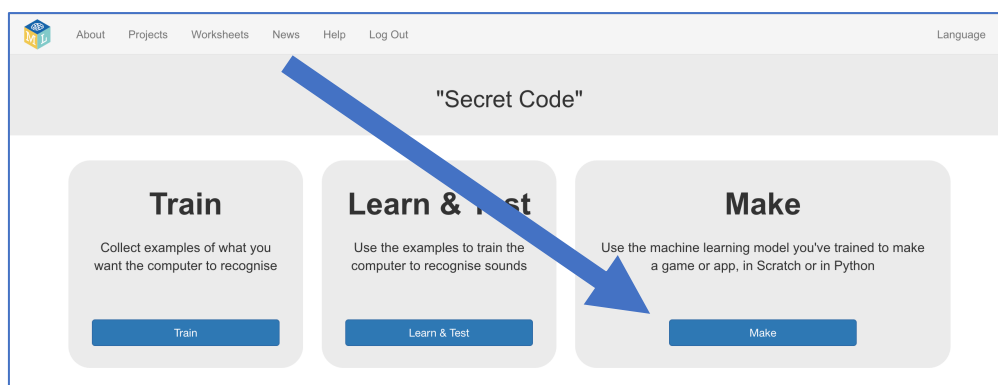 About Projects Worksheets News Help Log Out Language
"Secret Code"
Train
Collect examples of what you
want the computer to recognise
Train
Learn & Test
Use the examples to train the
computer to recognise sounds
Learn & Test
Make
Use the machine learning model you've trained to make
a game or app, in Scratch or in Python
Make